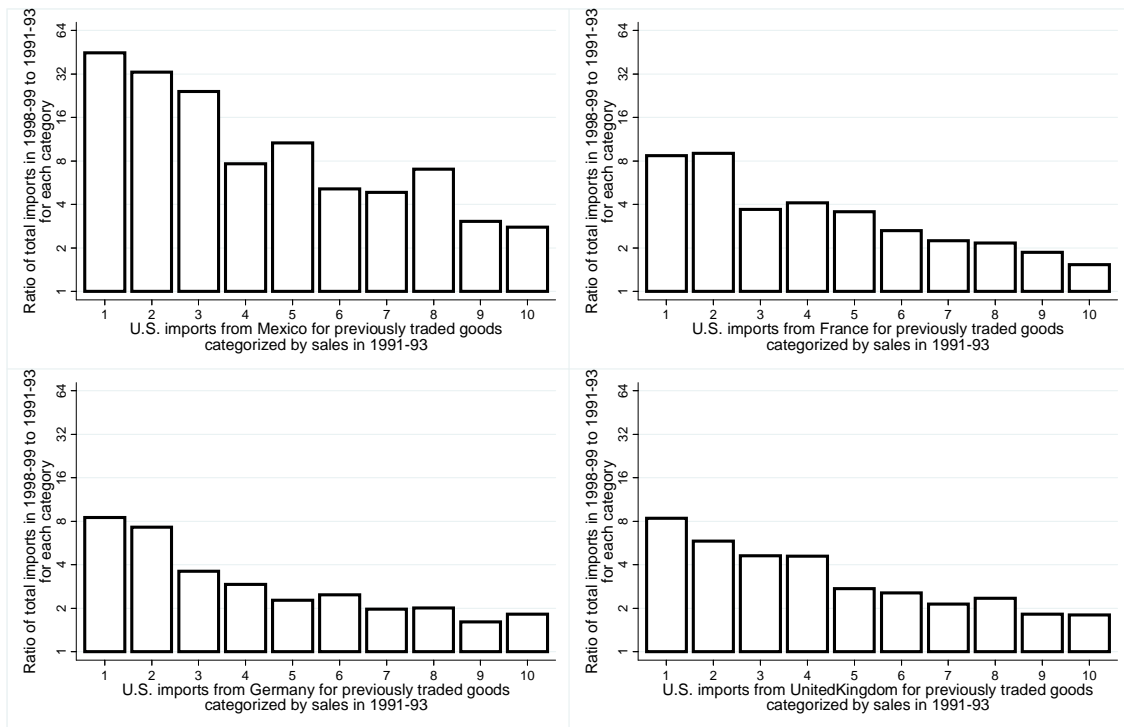 Ratio of total imports in 1998-99 to 1991-93
for each category
64
32
16
8
4
2
1
1 2 3 4 5 6 7 8 9 10
U.S. imports from Mexico for previously traded goods
categorized by sales in 1991-93
Ratio of total imports in 1998-99 to 1991-93
for each category
64
32
16
8
4
2
1
1 2 3 4 5 6 7 8 9 10
U.S. imports from France for previously traded goods
categorized by sales in 1991-93
Ratio of total imports in 1998-99 to 1991-93
for each category
64
32
16
8
4
2
1
1 2 3 4 5 6 7 8 9 10
U.S. imports from Germany for previously traded goods
categorized by sales in 1991-93
Ratio of total imports in 1998-99 to 1991-93
for each category
64
32
16
8
4
2
1
1 2 3 4 5 6 7 8 9 10
U.S. imports from UnitedKingdom for previously traded goods
categorized by sales in 1991-93